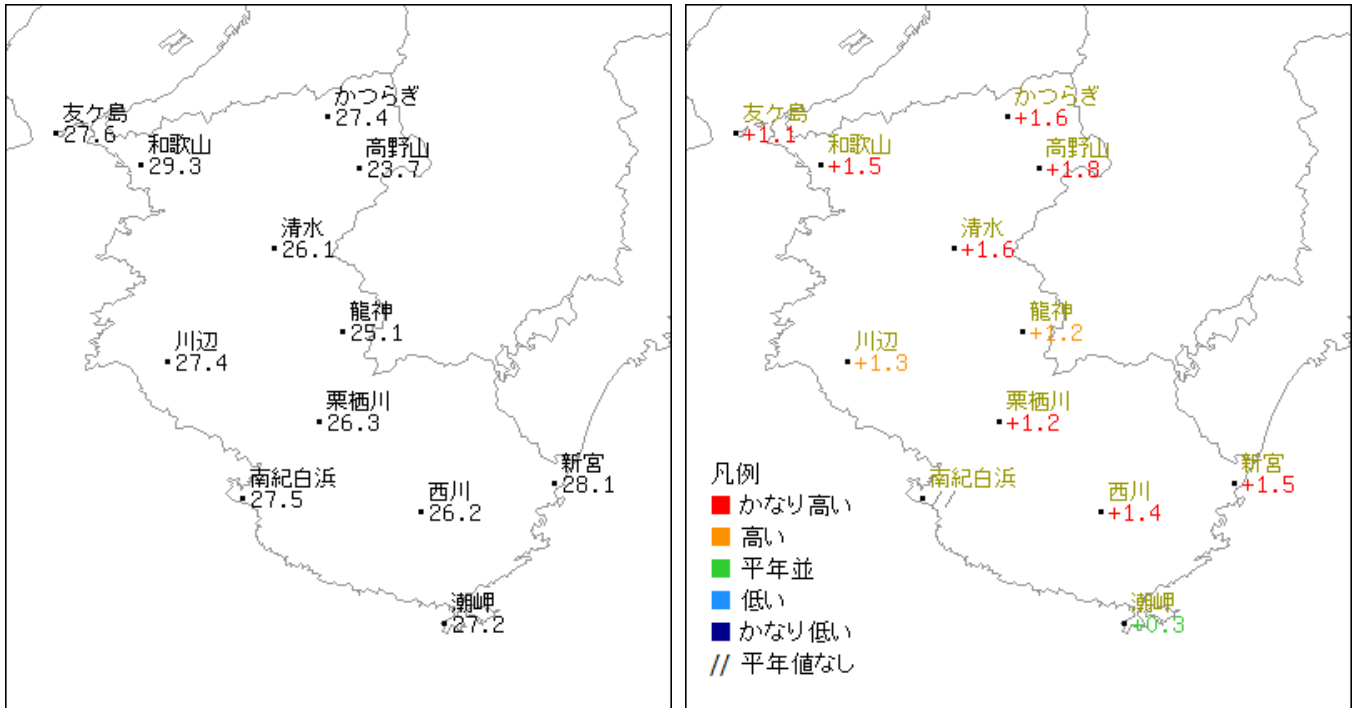 かつらぎ
27.4
友ケ島
27.6
和歌山
29.3
高野山
23.7
清水
26.1
龍神
25.1
川辺
27.4
栗栖川
26.3
新宮
28.1
南紀白浜
27.5
西川
26.2
潮岬
27.2
かつらぎ
+1.6
友ケ島
+1.1
和歌山
+1.5
高野山
+1.8
清水
+1.6
龍神
+1.2
川辺
+1.3
栗栖川
+1.2
新宮
+1.5
南紀白浜
//
西川
+1.4
潮岬
+0.3
凡例
かなり高い
高い
平年並
低い
かなり低い
// 平年値なし